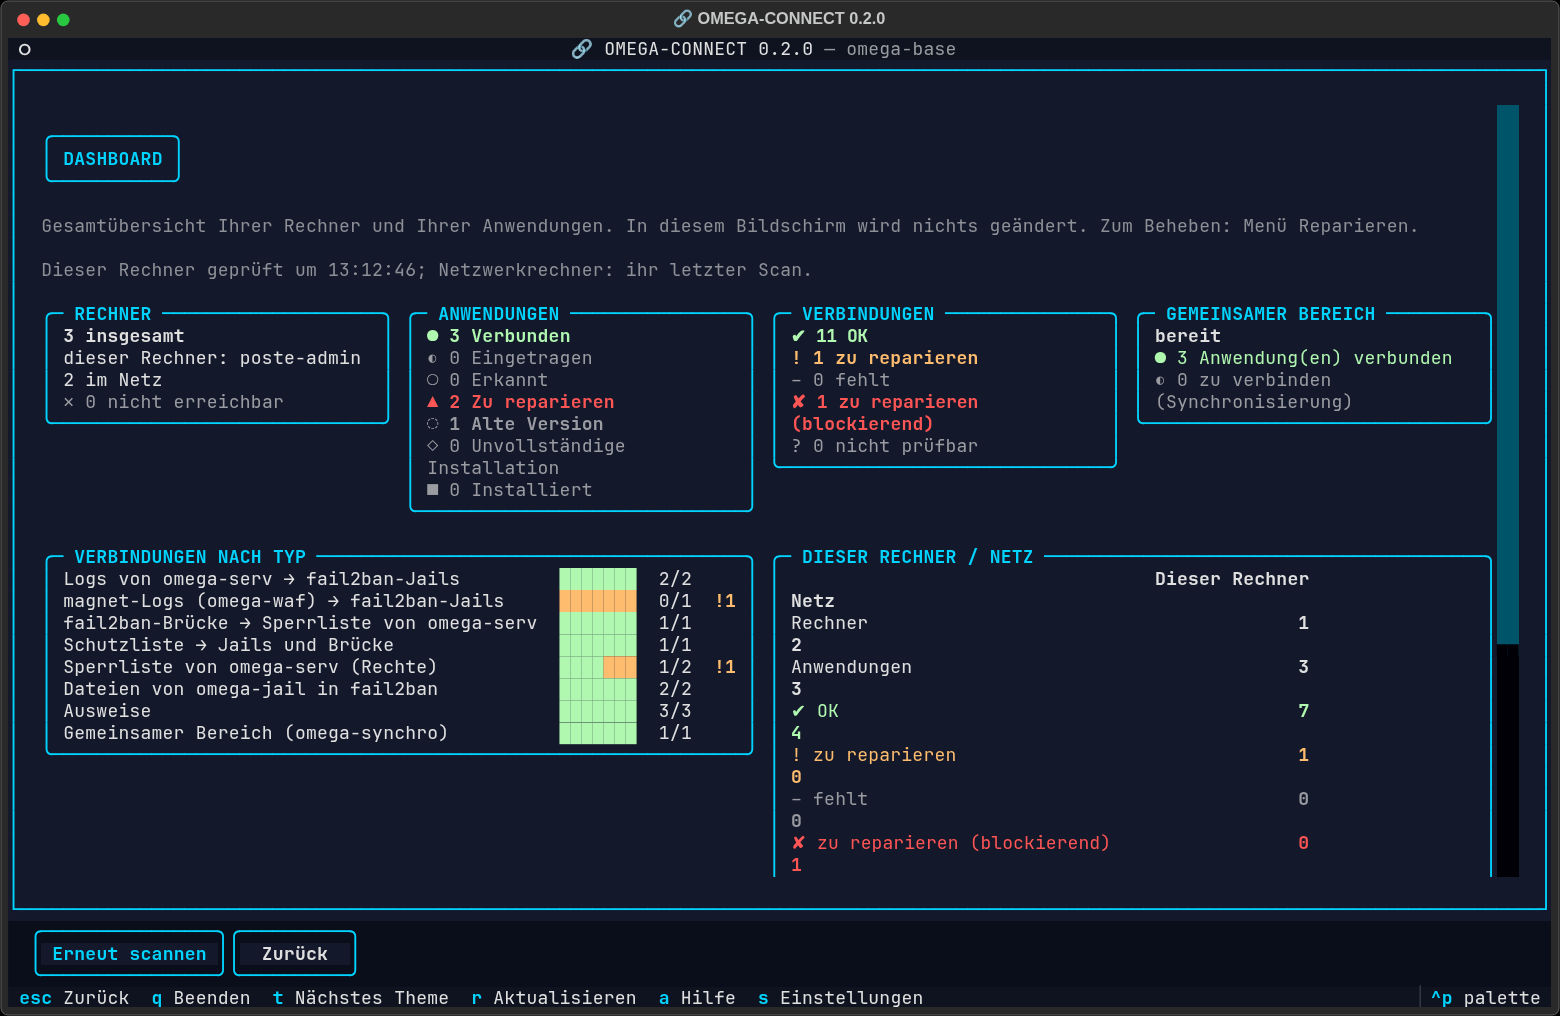 🔗 OMEGA-CONNECT 0.2.0
🔗 OMEGA-CONNECT 0.2.0 — omega-base
DASHBOARD
Gesamtübersicht Ihrer Rechner und Ihrer Anwendungen. In diesem Bildschirm wird nichts geändert. Zum Beheben: Menü Reparieren.
Dieser Rechner geprüft um 13:12:46; Netzwerkrechner: ihr letzter Scan.
RECHNER
3 insgesamt
dieser Rechner: poste-admin
2 im Netz
× 0 nicht erreichbar
ANWENDUNGEN
● 3 Verbunden
◐ 0 Eingetragen
○ 0 Erkannt
▲ 2 Zu reparieren
◌ 1 Alte Version
◇ 0 Unvollständige
Installation
■ 0 Installiert
VERBINDUNGEN
✔ 11 OK
! 1 zu reparieren
– 0 fehlt
✘ 1 zu reparieren
(blockierend)
? 0 nicht prüfbar
GEMEINSAMER BEREICH
bereit
● 3 Anwendung(en) verbunden
◐ 0 zu verbinden
(Synchronisierung)
VERBINDUNGEN NACH TYP
Logs von omega-serv → fail2ban-Jails 2/2
magnet-Logs (omega-waf) → fail2ban-Jails 0/1 !1
fail2ban-Brücke → Sperrliste von omega-serv 1/1
Schutzliste → Jails und Brücke 1/1
Sperrliste von omega-serv (Rechte) 1/2 !1
Dateien von omega-jail in fail2ban 2/2
Ausweise 3/3
Gemeinsamer Bereich (omega-synchro) 1/1
DIESER RECHNER / NETZ
Dieser Rechner
Netz
Rechner 1
2
Anwendungen 3
3
✔ OK 7
4
! zu reparieren 1
0
– fehlt 0
0
✘ zu reparieren (blockierend) 0
1
Erneut scannen Zurück
esc Zurück q Beenden t Nächstes Theme r Aktualisieren a Hilfe s Einstellungen ^p palette